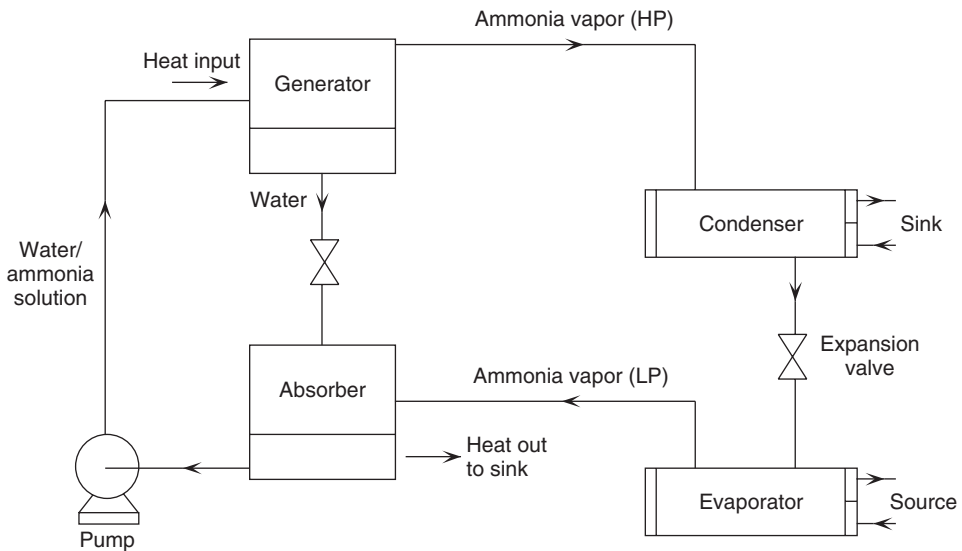 Ammonia vapor (HP)
Heat input
Generator
Water
Condenser
Sink
Water/
ammonia
solution
Expansion
valve
Absorber
Ammonia vapor (LP)
Heat out
to sink
Evaporator
Source
Pump